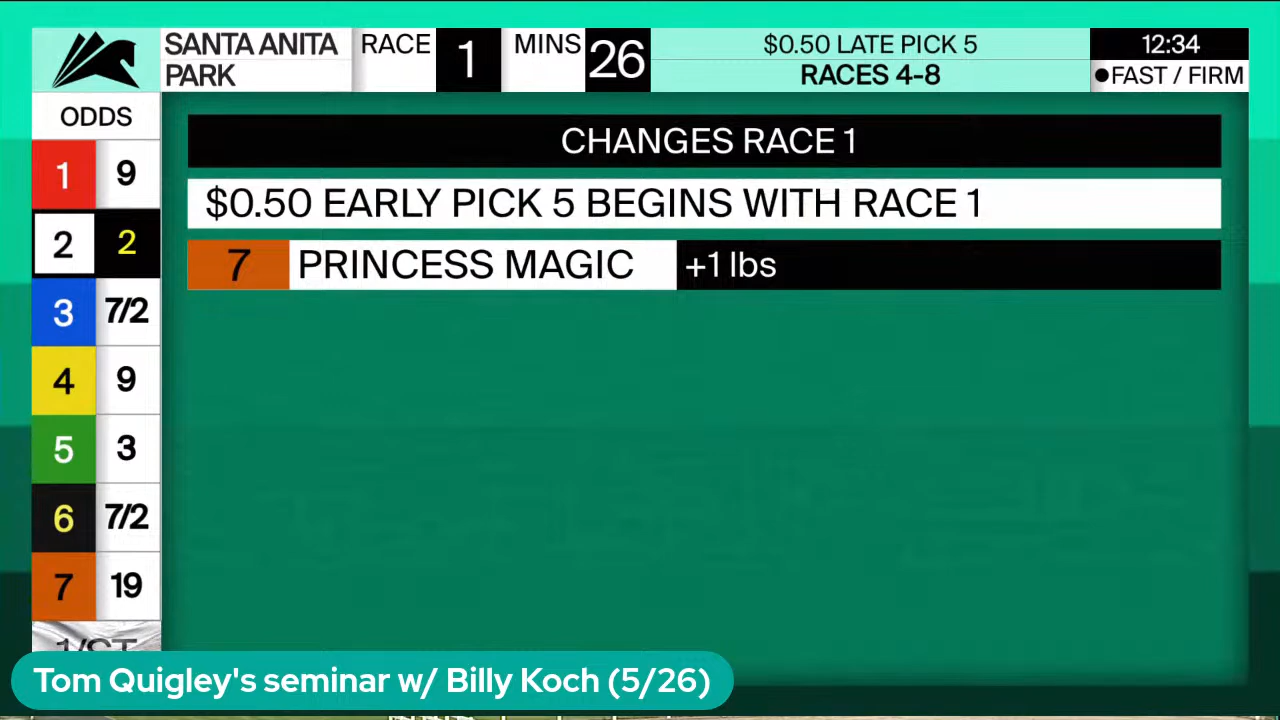 SANTA ANITA PARK
RACE 1
MINS 26
$0.50 LATE PICK 5
RACES 4-8
12:34
FAST / FIRM
ODDS
1 9
2 2
3 7/2
4 9
5 3
6 7/2
7 19
CHANGES RACE 1
$0.50 EARLY PICK 5 BEGINS WITH RACE 1
7 PRINCESS MAGIC +1 lbs
1/ST
Tom Quigley's seminar w/ Billy Koch (5/26)